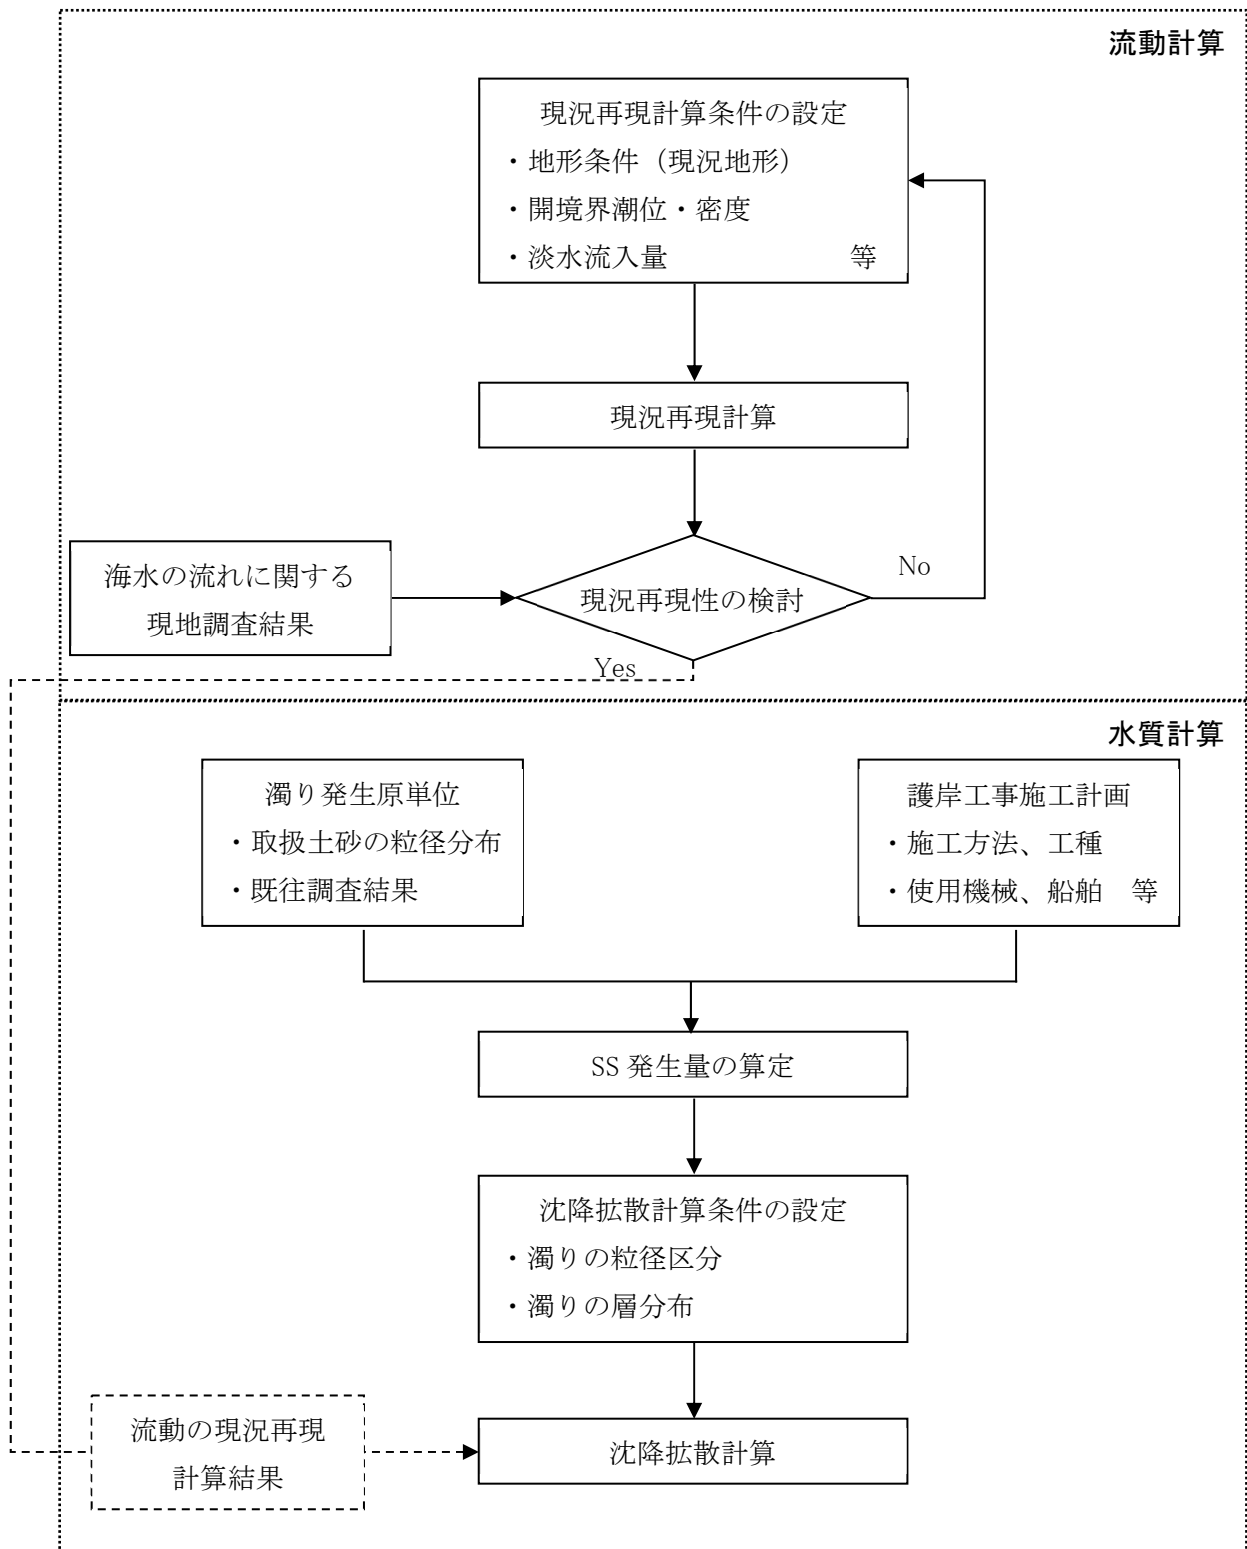 流動計算
現況再現計算条件の設定
・地形条件（現況地形）
・開境界潮位・密度
・淡水流入量　　　　　　　等
現況再現計算
海水の流れに関する
現地調査結果
現況再現性の検討
No
Yes
水質計算
濁り発生原単位
・取扱土砂の粒径分布
・既往調査結果
護岸工事施工計画
・施工方法、工種
・使用機械、船舶　等
SS 発生量の算定
沈降拡散計算条件の設定
・濁りの粒径区分
・濁りの層分布
流動の現況再現
計算結果
沈降拡散計算